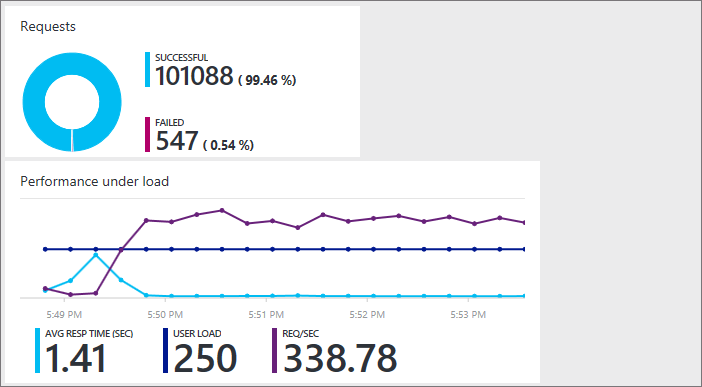 Requests
SUCCESSFUL
101088 ( 99.46 %)
FAILED
547 ( 0.54 %)
Performance under load
5:49 PM 5:50 PM 5:51 PM 5:52 PM 5:53 PM
AVG RESP TIME (SEC) USER LOAD REQ/SEC
1.41 250 338.78